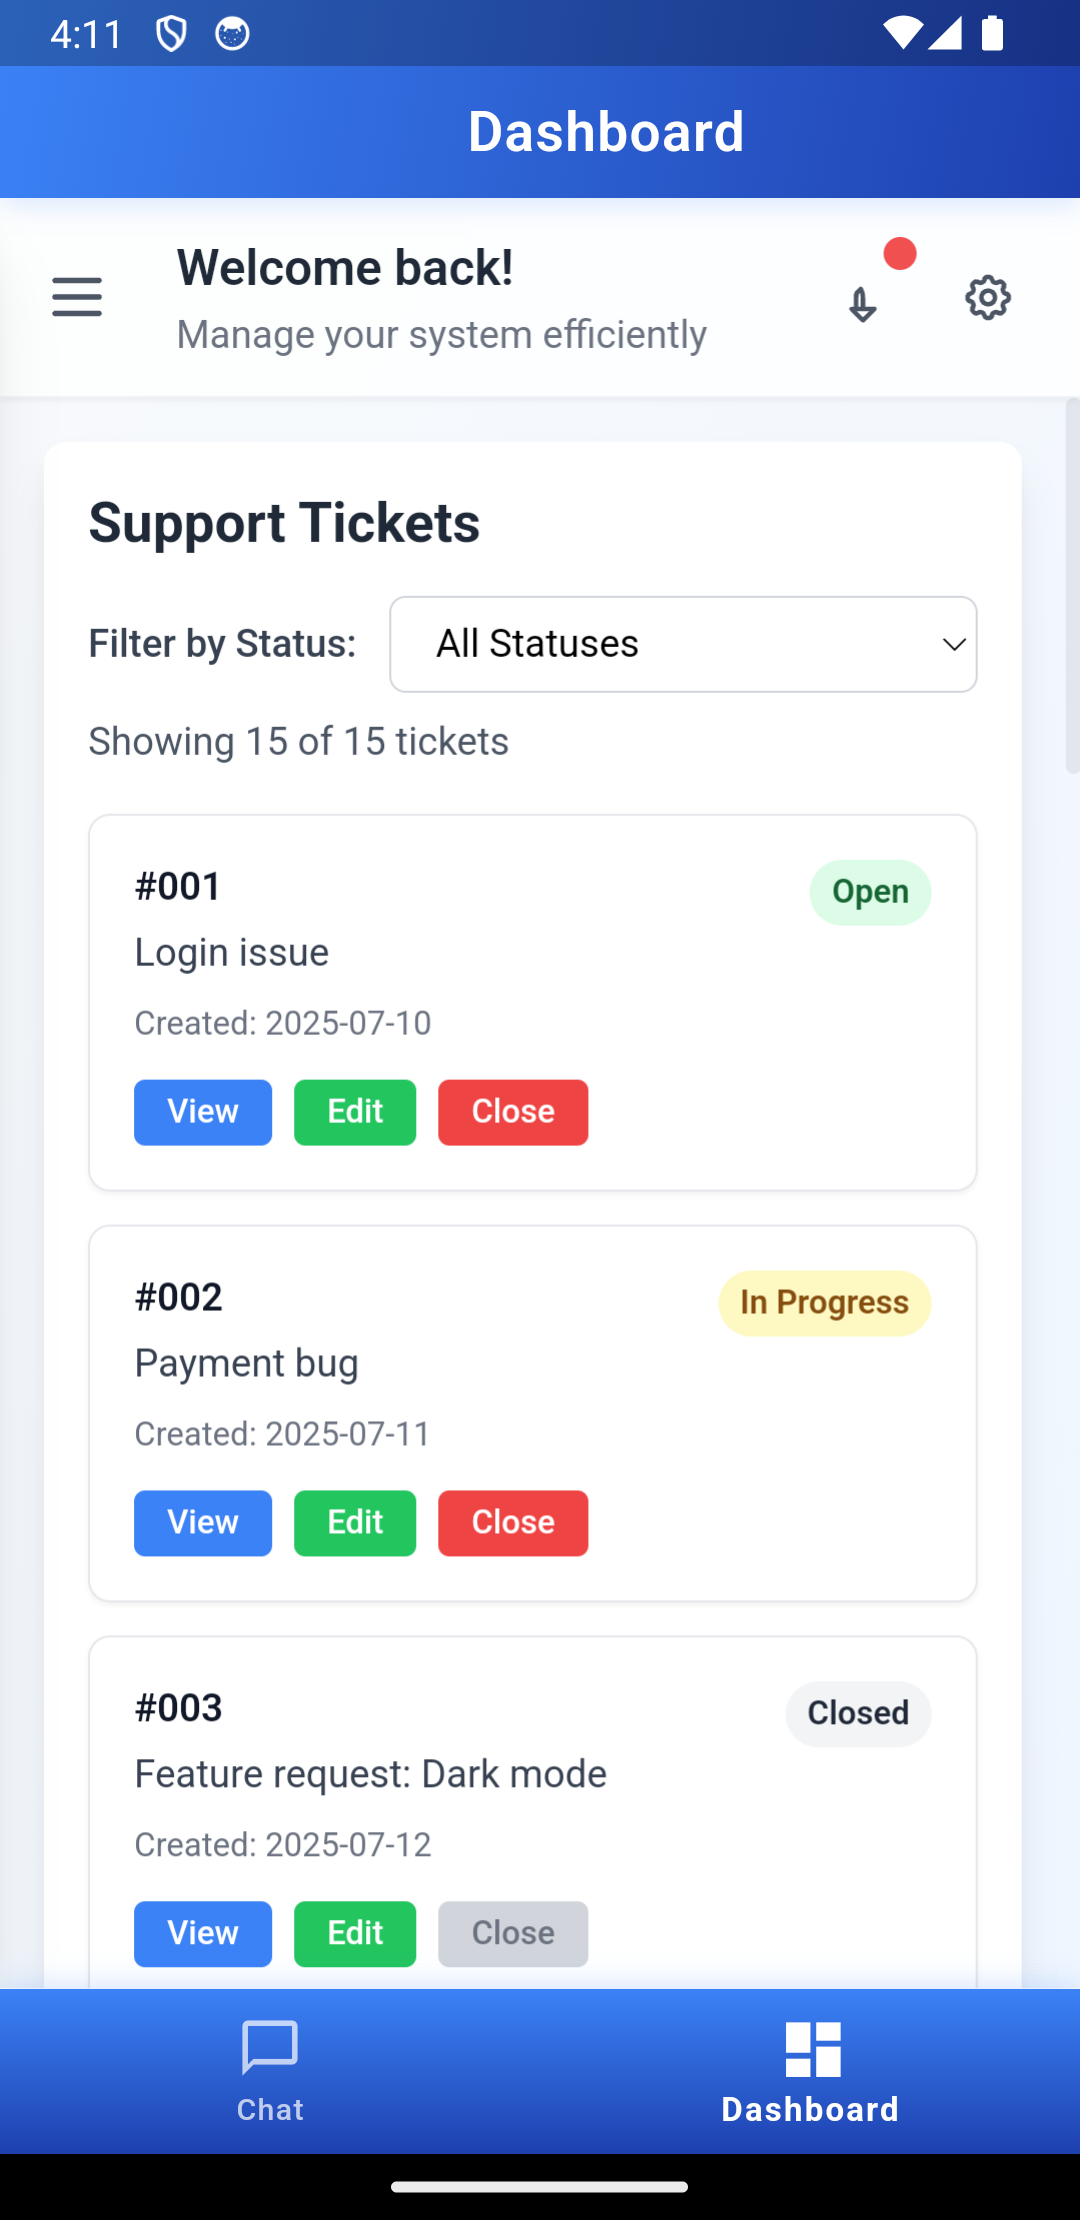 4:11
Dashboard
Welcome back!
Manage your system efficiently
Support Tickets
Filter by Status:
All Statuses
Showing 15 of 15 tickets
#001
Open
Login issue
Created: 2025-07-10
View Edit Close
#002
In Progress
Payment bug
Created: 2025-07-11
View Edit Close
#003
Closed
Feature request: Dark mode
Created: 2025-07-12
View Edit Close
Chat
Dashboard